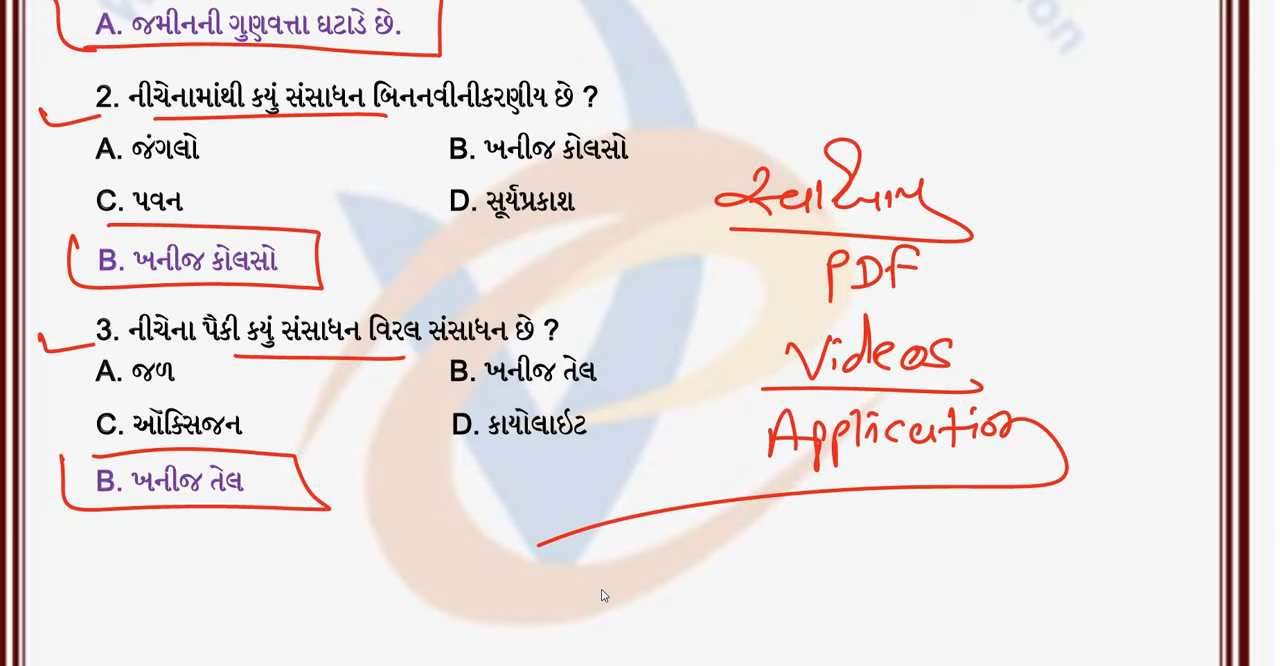 A. જમીનની ગુણવત્તા ઘટાડે છે.
2. નીચેનામાંથી કયું સંસાધન બિનનવીનીકરણીય છે ?
A. જંગલો B. ખનીજ કોલસો
C. પવન D. સૂર્યપ્રકાશ
B. ખનીજ કોલસો
3. નીચેના પૈકી કયું સંસાધન વિરલ સંસાધન છે ?
A. જળ B. ખનીજ તેલ
C. ઑક્સિજન D. કાયોલાઇટ
B. ખનીજ તેલ
સ્વાધ્યાય
PDF
Videos
Application